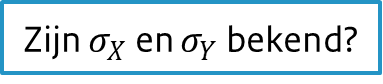 Zijn σ_X en σ_Y bekend?